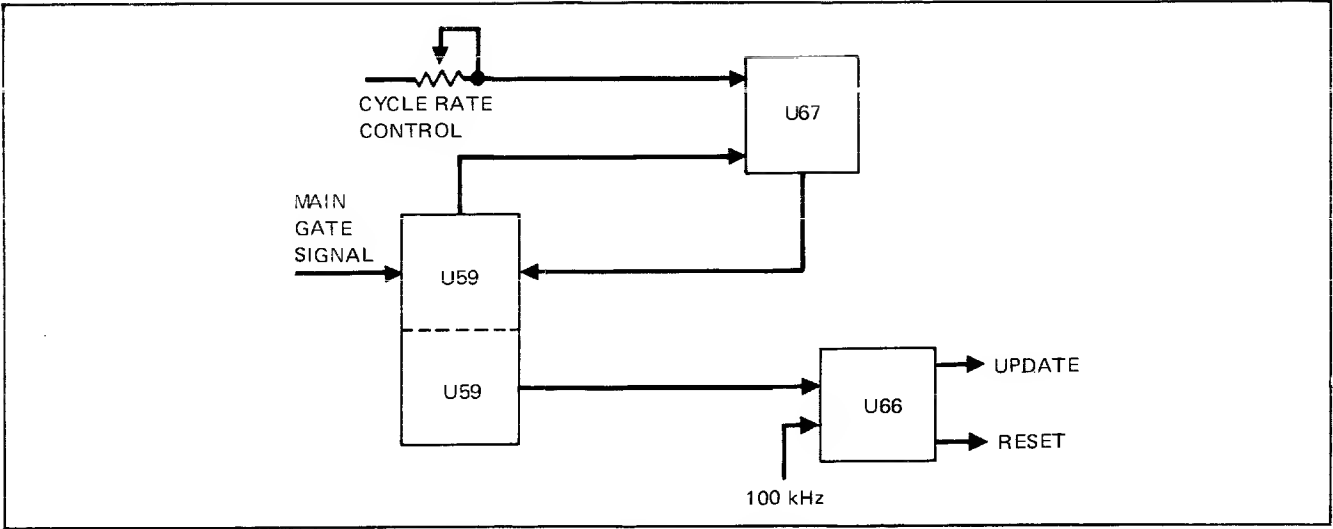 CYCLE RATE
CONTROL
U67
MAIN
GATE
SIGNAL
U59
U59
U66
UPDATE
RESET
100 kHz